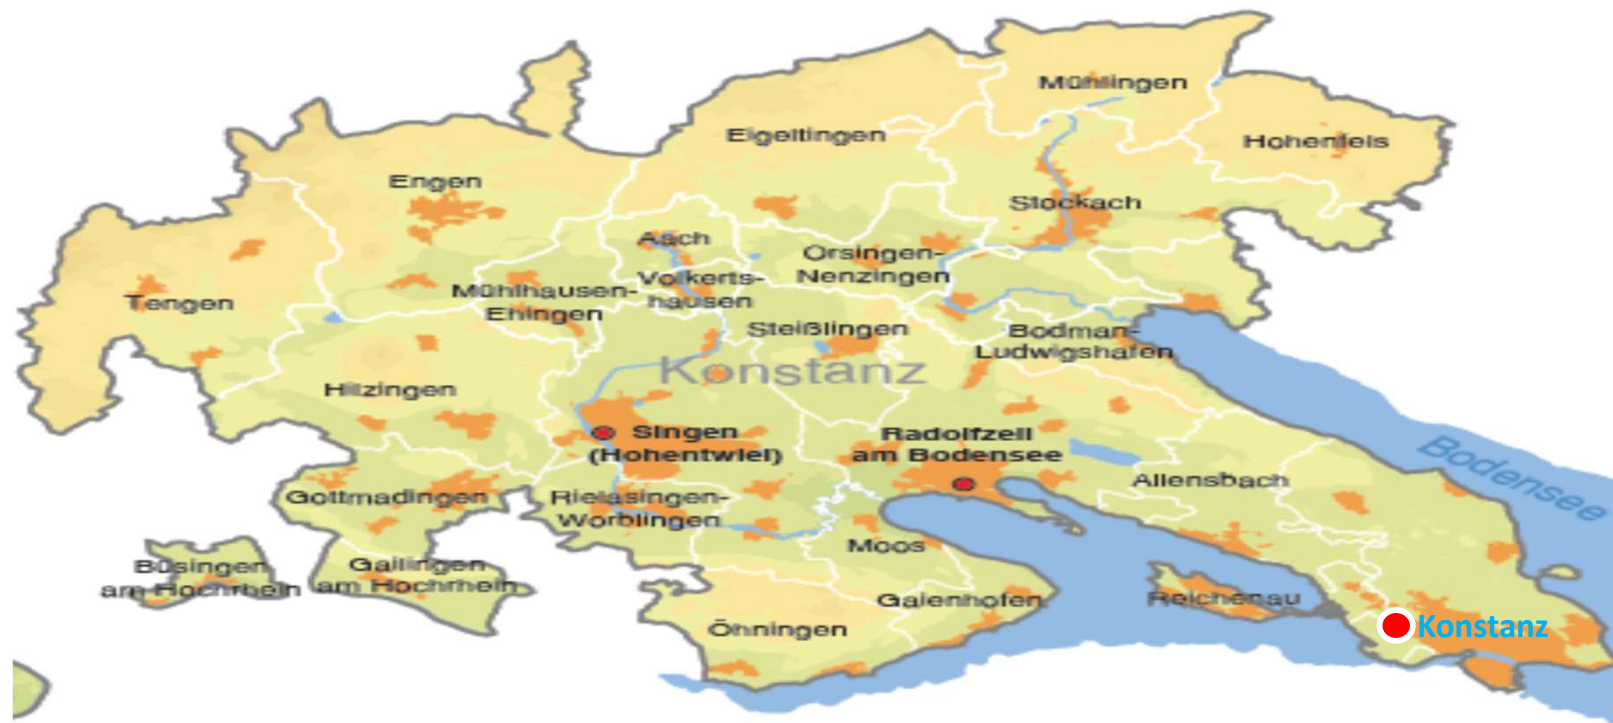 Mühlingen
Eigeltingen
Hohenfels
Engen
Stockach
Aach
Orsingen-
Nenzingen
Volkerts-
hausen
Mühlhausen-
Ehingen
Tengen
Steißlingen
Bodman-
Ludwigshafen
Konstanz
Hilzingen
Singen
(Hohentwiel)
Radolfzell
am Bodensee
Bodensee
Allensbach
Gottmadingen
Rielasingen-
Worblingen
Moos
Büsingen
am Hochrhein
Gailingen
am Hochrhein
Gaienhofen
Reichenau
Öhningen
Konstanz